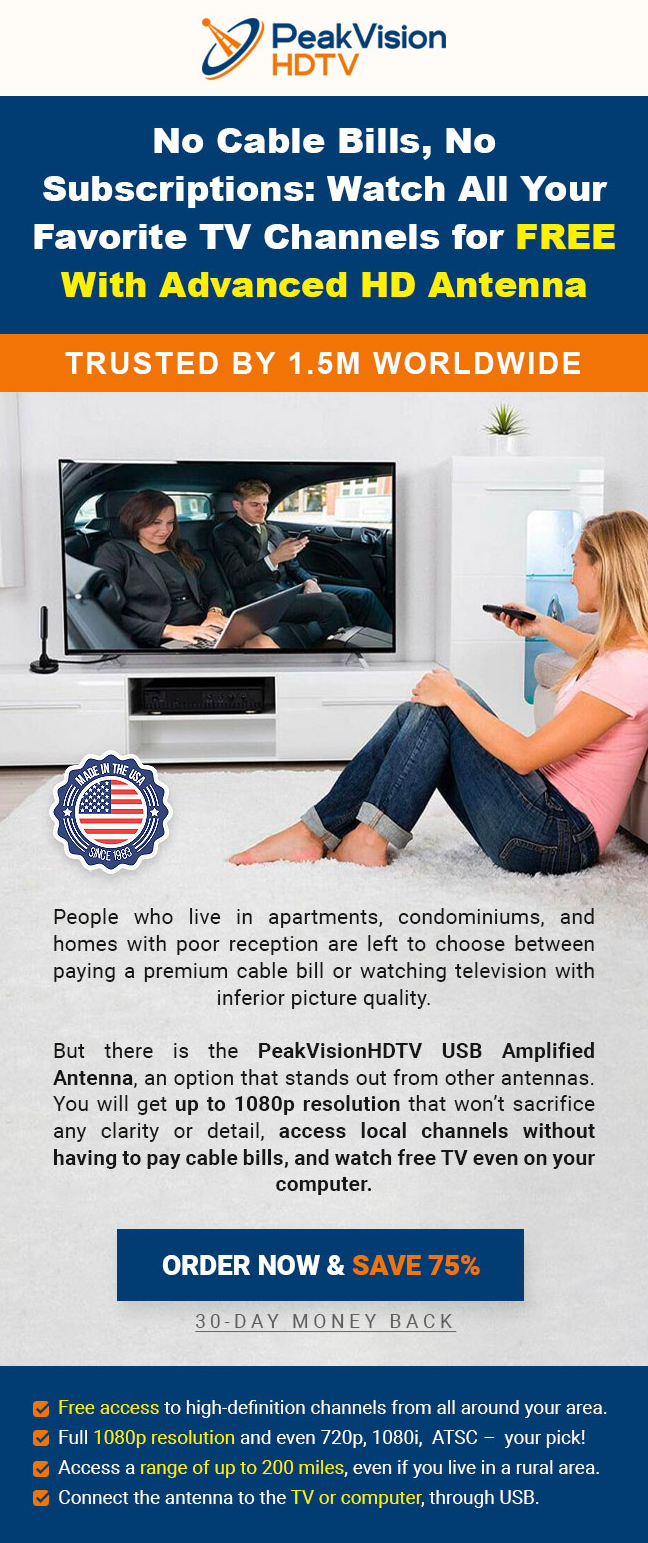 PeakVision
HDTV
No Cable Bills, No
Subscriptions: Watch All Your
Favorite TV Channels for FREE
With Advanced HD Antenna
TRUSTED BY 1.5M WORLDWIDE
MADE IN THE USA
SINCE 1983
People who live in apartments, condominiums, and
homes with poor reception are left to choose between
paying a premium cable bill or watching television with
inferior picture quality.
But there is the PeakVisionHDTV USB Amplified
Antenna, an option that stands out from other antennas.
You will get up to 1080p resolution that won’t sacrifice
any clarity or detail, access local channels without
having to pay cable bills, and watch free TV even on your
computer.
ORDER NOW & SAVE 75%
30-DAY MONEY BACK
Free access to high-definition channels from all around your area.
Full 1080p resolution and even 720p, 1080i, ATSC – your pick!
Access a range of up to 200 miles, even if you live in a rural area.
Connect the antenna to the TV or computer, through USB.